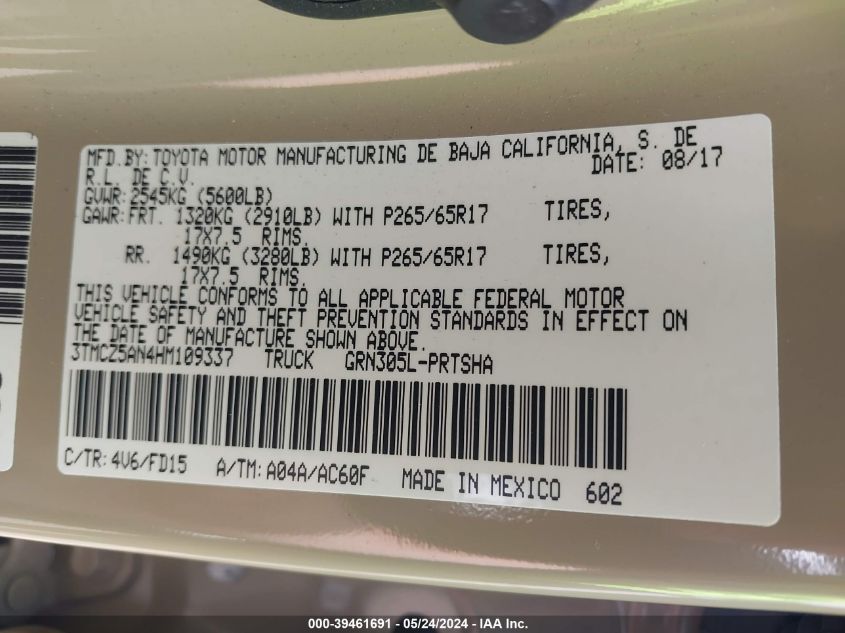 MFD.BY: TOYOTA MOTOR MANUFACTURING DE BAJA CALIFORNIA, S. DE
R.L. DE C.V. DATE: 08/17
GVWR: 2545KG (5600LB)
GAWR: FRT. 1320KG (2910LB) WITH P265/65R17 TIRES,
17X7.5 RIMS.
RR. 1490KG (3280LB) WITH P265/65R17 TIRES,
17X7.5 RIMS.
THIS VEHICLE CONFORMS TO ALL APPLICABLE FEDERAL MOTOR
VEHICLE SAFETY AND THEFT PREVENTION STANDARDS IN EFFECT ON
THE DATE OF MANUFACTURE SHOWN ABOVE.
3TMCZ5AN4HM109337 TRUCK GRN305L-PRTSHA
C/TR: 4V6/FD15 A/TM: A04A/AC60F MADE IN MEXICO 602
000-39461691 - 05/24/2024 - IAA Inc.